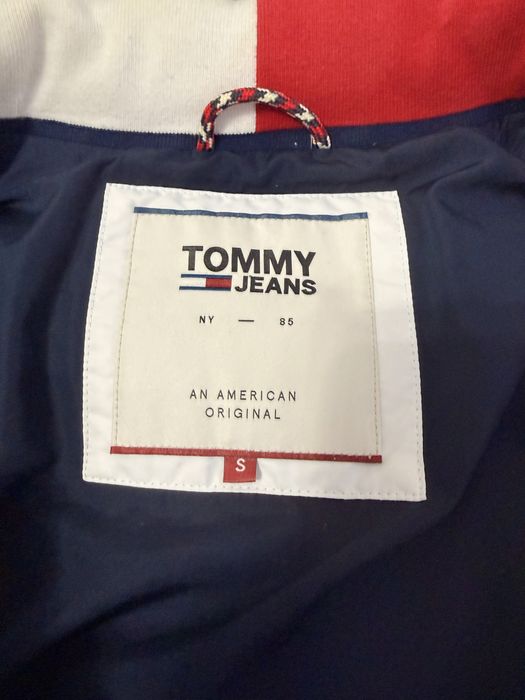 TOMMY
JEANS
NY — 85
AN AMERICAN
ORIGINAL
S